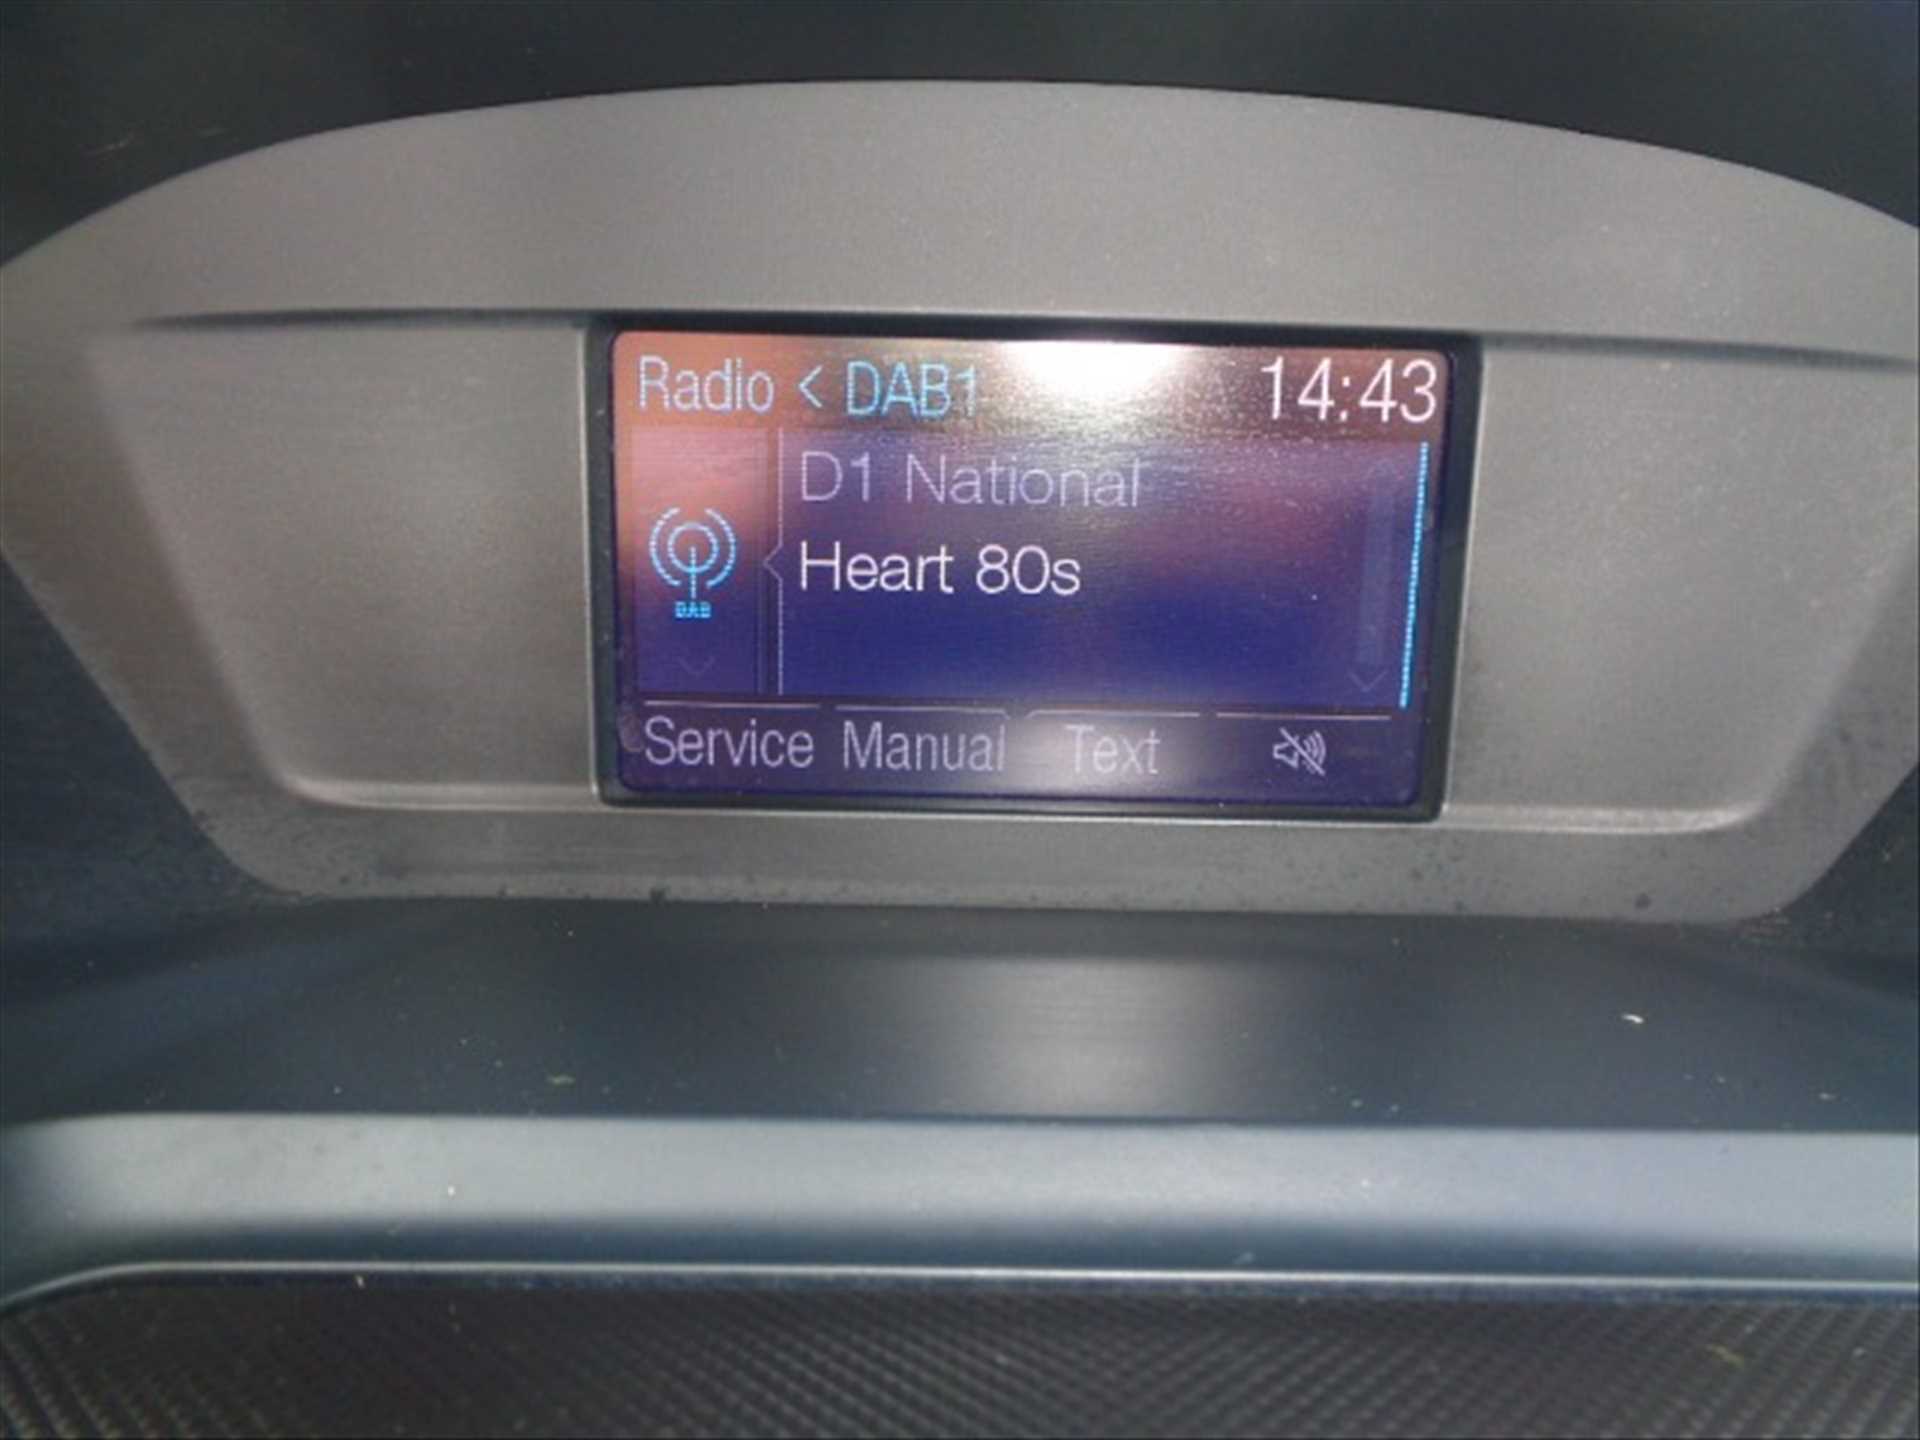 Radio < DAB1 14:43
D1 National
DAB
Heart 80s
Service Manual Text